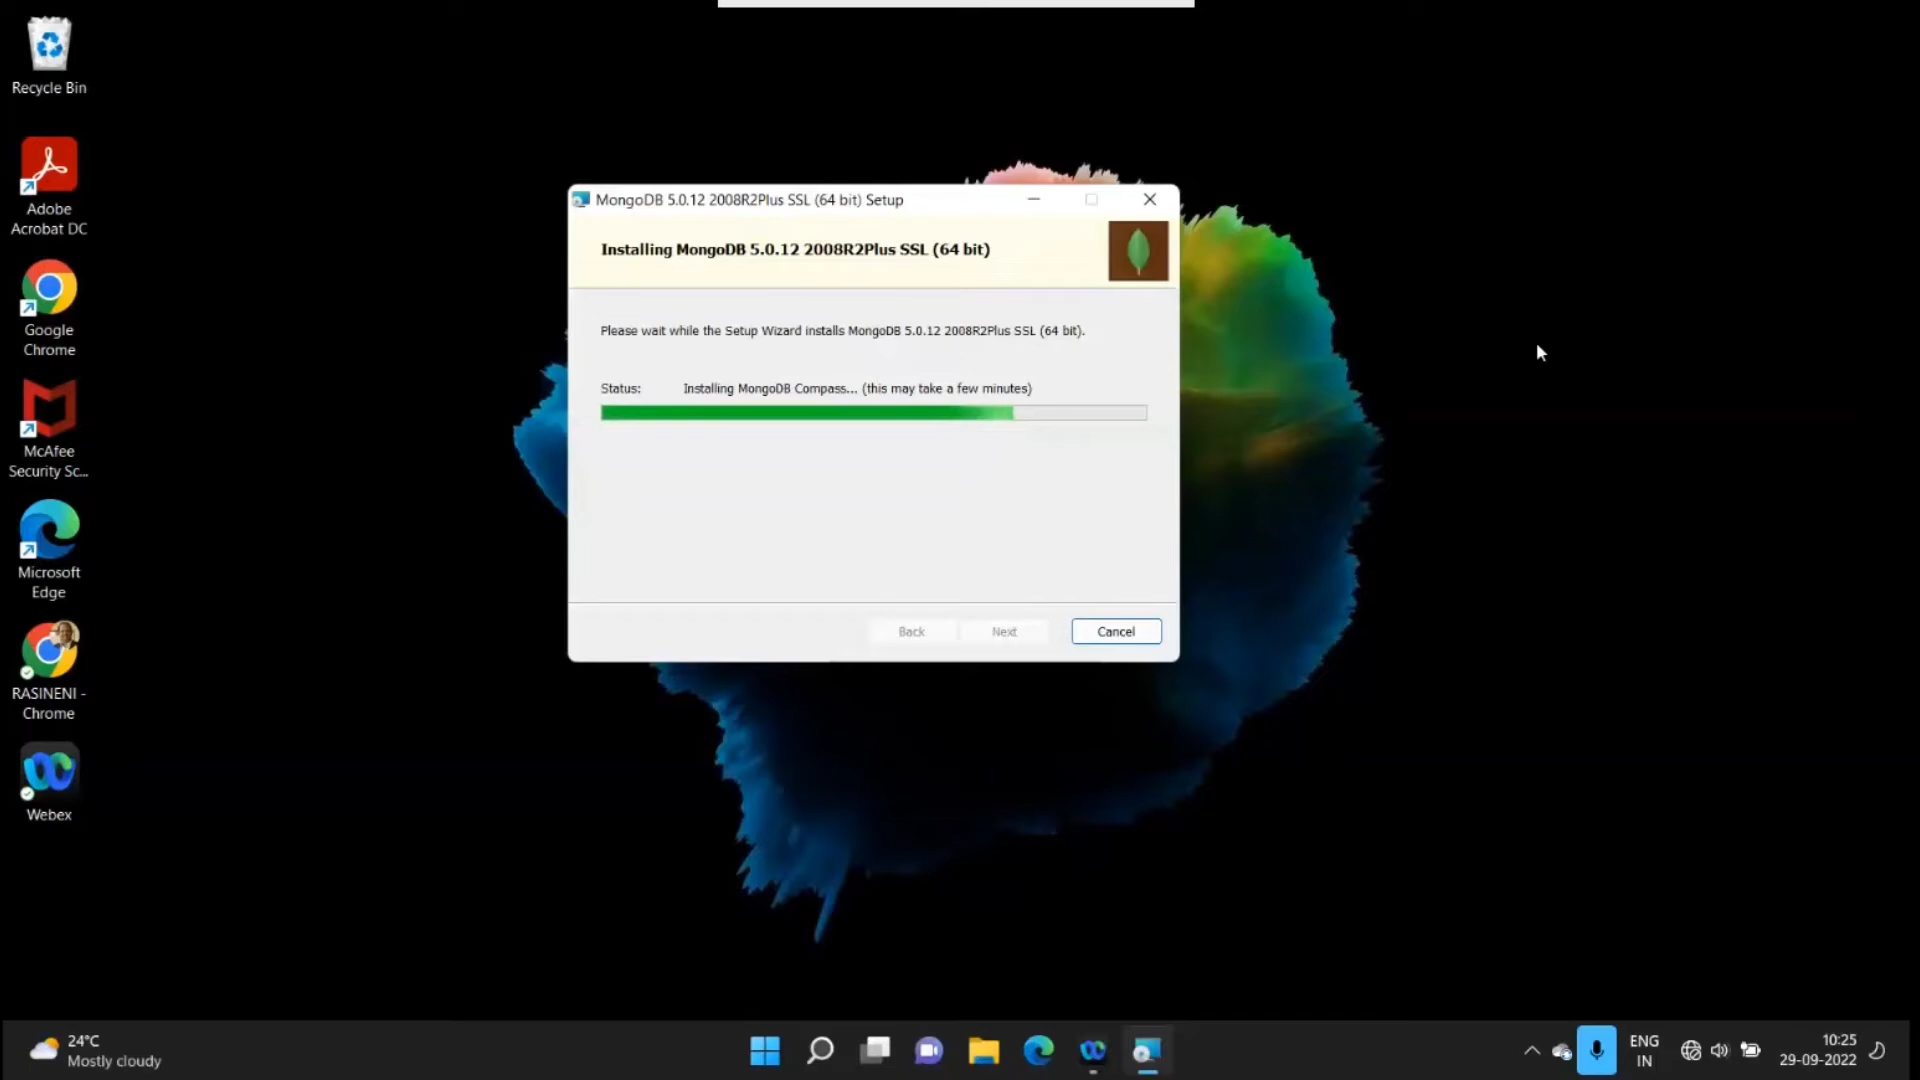 Recycle Bin
Adobe
Acrobat DC
Google
Chrome
McAfee
Security Sc...
Microsoft
Edge
RASINENI -
Chrome
Webex
MongoDB 5.0.12 2008R2Plus SSL (64 bit) Setup
Installing MongoDB 5.0.12 2008R2Plus SSL (64 bit)
Please wait while the Setup Wizard installs MongoDB 5.0.12 2008R2Plus SSL (64 bit).
Status: Installing MongoDB Compass... (this may take a few minutes)
Back Next Cancel
24°C
Mostly cloudy
ENG
IN
10:25
29-09-2022